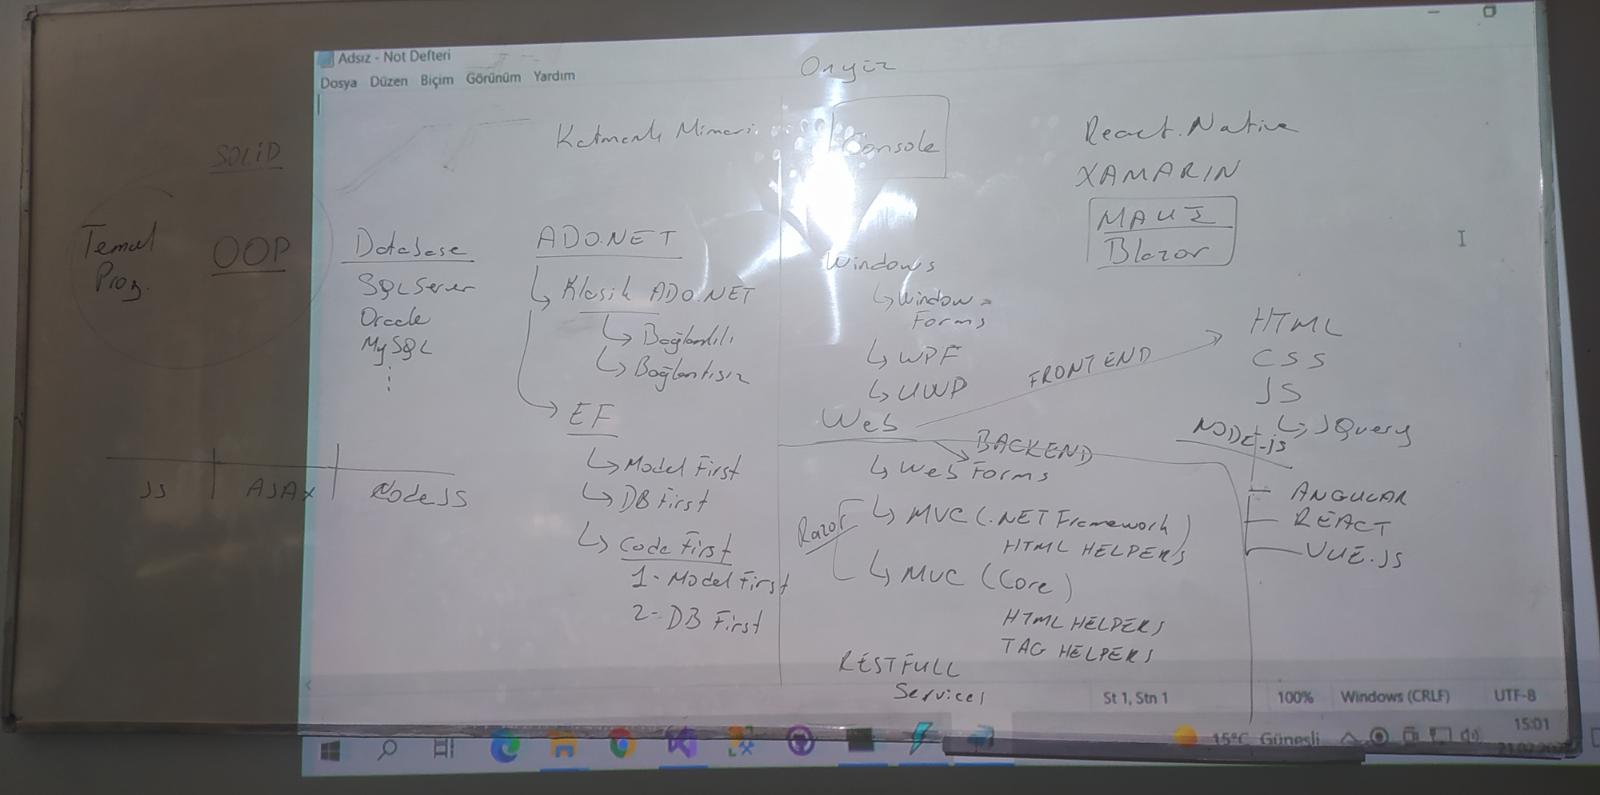 Adsız - Not Defteri
Dosya Düzen Biçim Görünüm Yardım
SOLİD
Temel
Prog.
OOP
JS
AJAX
NodeJS
Database
SQL Server
Oracle
MySQL
Katmanlı Mimari
ADO.NET
Klasik ADO.NET
Bağlantılı
Bağlantısız
EF
Model First
DB First
Code First
1- Model First
2- DB First
Console
Windows
Windows
Forms
WPF
UWP
Web
FRONTEND
BACKEND
Web Forms
Razor
MVC (.NET Framework)
HTML HELPERS
MVC (Core)
HTML HELPERS
TAG HELPERS
RESTFULL
Services
React.Native
XAMARIN
MAUI
Blazor
HTML
CSS
JS
JQuery
NODE.js
ANGULAR
REACT
VUE.JS
St 1, Stn 1
100%
Windows (CRLF)
UTF-8
15°C Güneşli
15:01